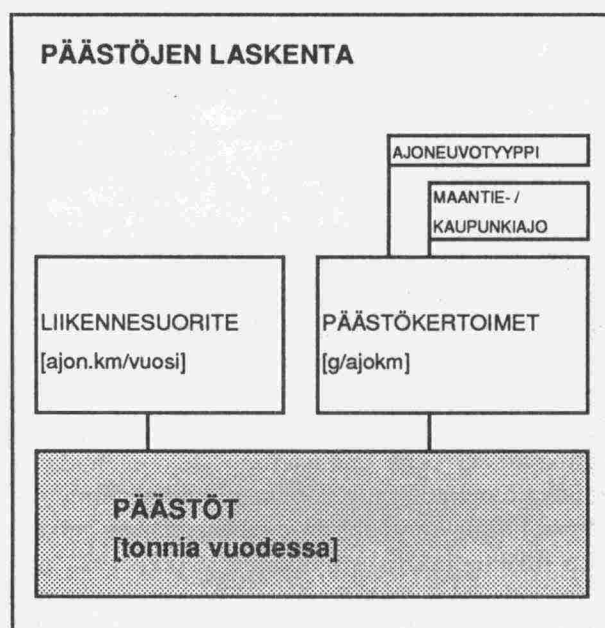 PÄÄSTÖJEN LASKENTA
AJONEUVOTYYPPI
MAANTIE- /
KAUPUNKIAJO
LIIKENNESUORITE
[ajon.km/vuosi]
PÄÄSTÖKERTOIMET
[g/ajokm]
PÄÄSTÖT
[tonnia vuodessa]